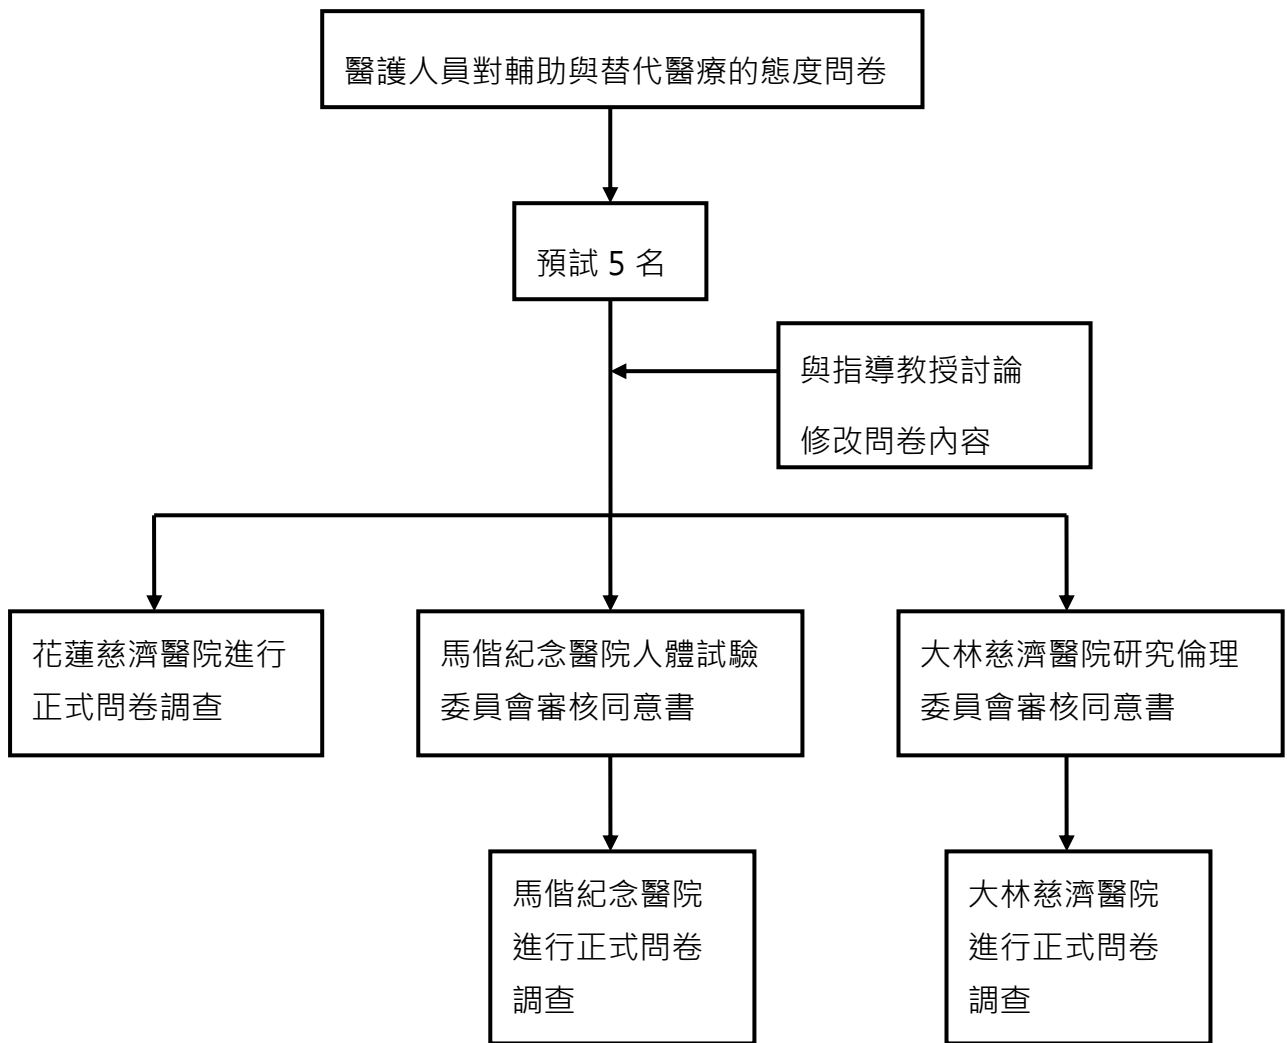 醫護人員對輔助與替代醫療的態度問卷
預試 5 名
與指導教授討論
修改問卷內容
花蓮慈濟醫院進行
正式問卷調查
馬偕紀念醫院人體試驗
委員會審核同意書
大林慈濟醫院研究倫理
委員會審核同意書
馬偕紀念醫院
進行正式問卷
調查
大林慈濟醫院
進行正式問卷
調查